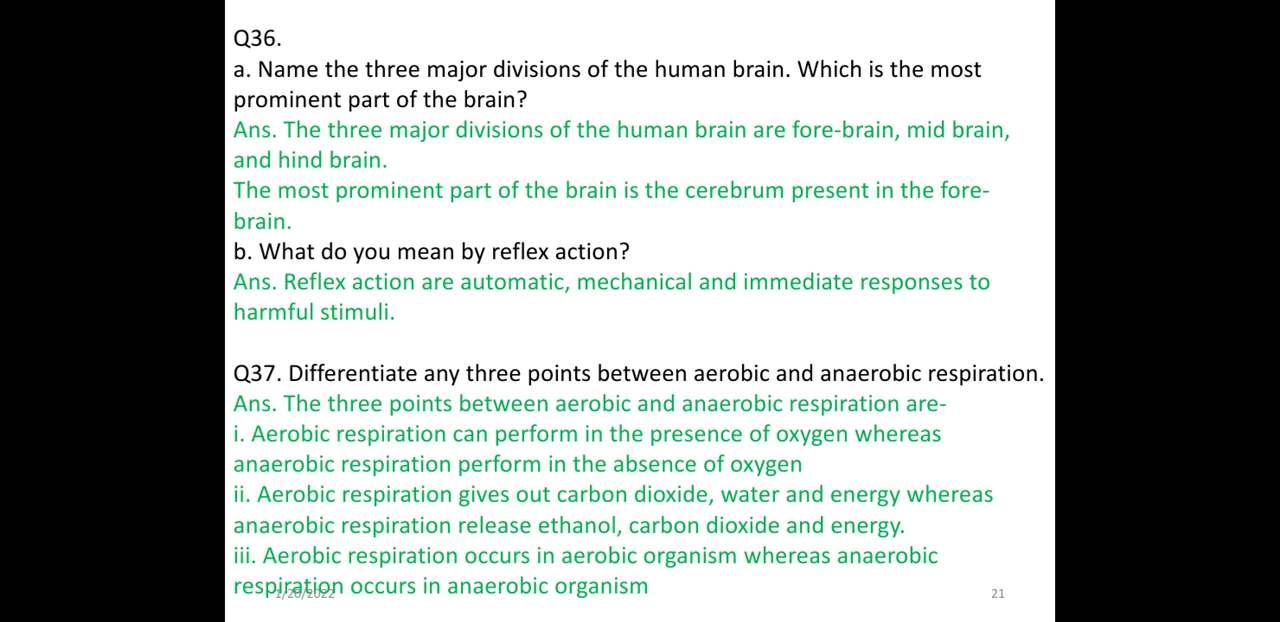 Q36.
a. Name the three major divisions of the human brain. Which is the most
prominent part of the brain?
Ans. The three major divisions of the human brain are fore-brain, mid brain,
and hind brain.
The most prominent part of the brain is the cerebrum present in the fore-
brain.
b. What do you mean by reflex action?
Ans. Reflex action are automatic, mechanical and immediate responses to
harmful stimuli.
Q37. Differentiate any three points between aerobic and anaerobic respiration.
Ans. The three points between aerobic and anaerobic respiration are-
i. Aerobic respiration can perform in the presence of oxygen whereas
anaerobic respiration perform in the absence of oxygen
ii. Aerobic respiration gives out carbon dioxide, water and energy whereas
anaerobic respiration release ethanol, carbon dioxide and energy.
iii. Aerobic respiration occurs in aerobic organism whereas anaerobic
respiration occurs in anaerobic organism
21